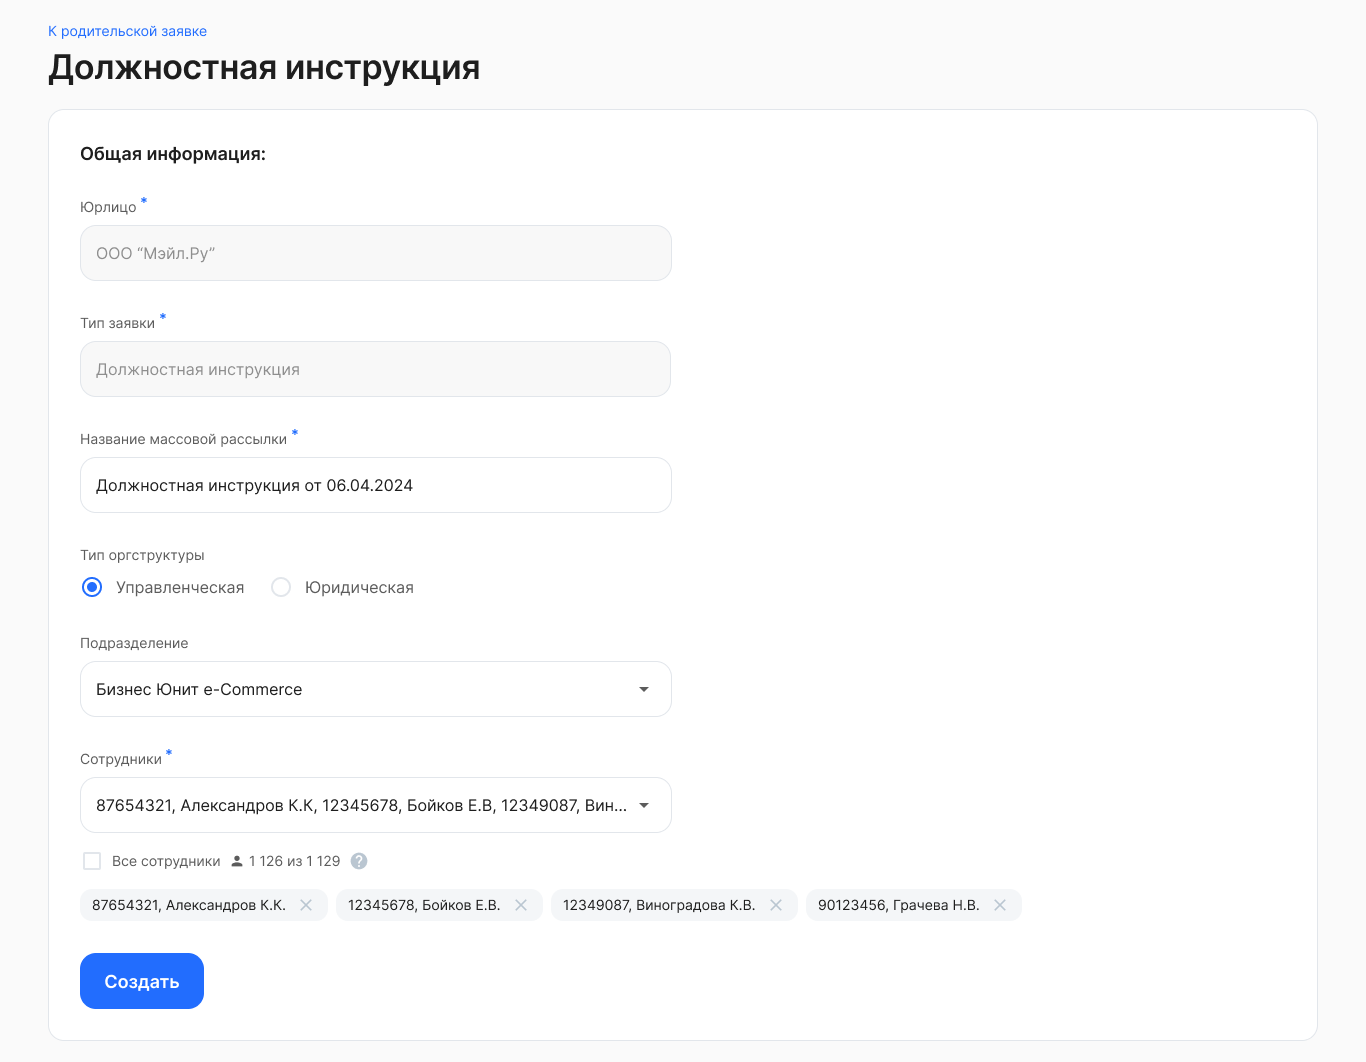 К родительской заявке
Должностная инструкция
Общая информация:
Юрлицо *
ООО “Мэйл.Ру”
Тип заявки *
Должностная инструкция
Название массовой рассылки *
Должностная инструкция от 06.04.2024
Тип оргструктуры
Управленческая Юридическая
Подразделение
Бизнес Юнит e-Commerce
Сотрудники *
87654321, Александров К.К, 12345678, Бойков Е.В, 12349087, Вин...
Все сотрудники 1 126 из 1 129 ?
87654321, Александров К.К. 12345678, Бойков Е.В. 12349087, Виноградова К.В. 90123456, Грачева Н.В.
Создать